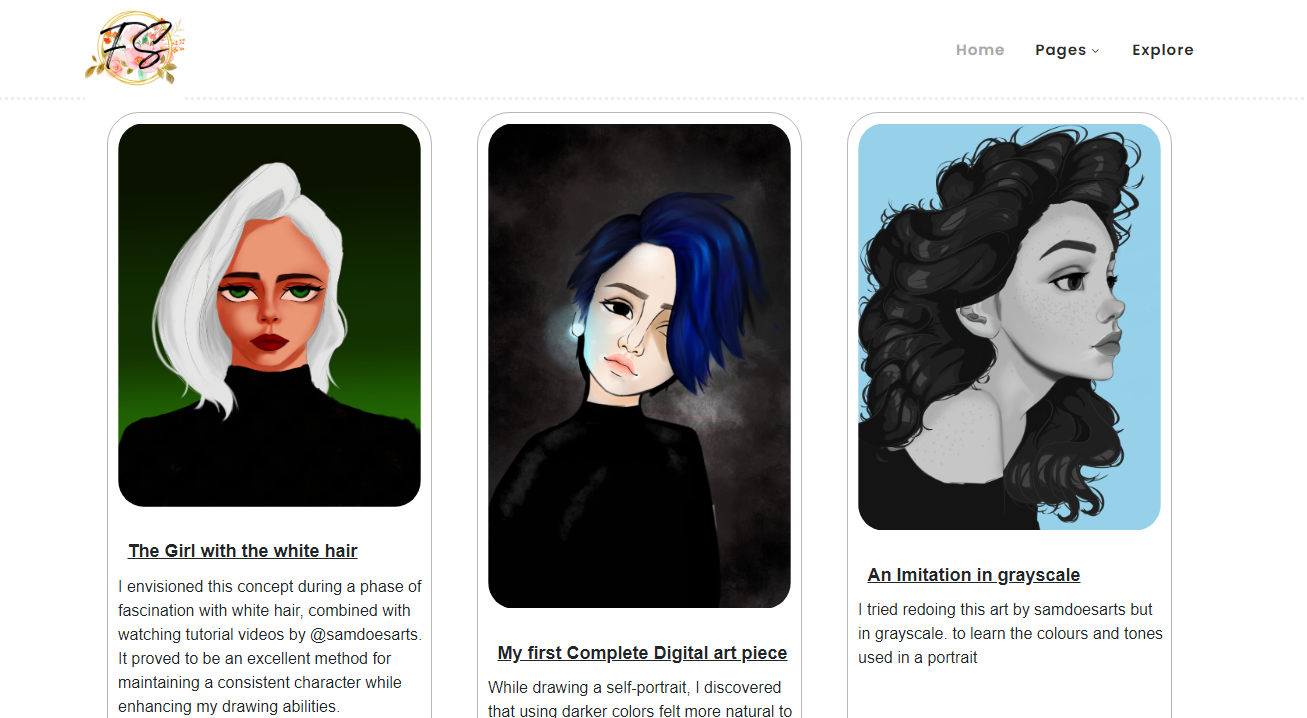 FS
Home Pages Explore
The Girl with the white hair
I envisioned this concept during a phase of
fascination with white hair, combined with
watching tutorial videos by @samdoesarts.
It proved to be an excellent method for
maintaining a consistent character while
enhancing my drawing abilities.
My first Complete Digital art piece
While drawing a self-portrait, I discovered
that using darker colors felt more natural to
An Imitation in grayscale
I tried redoing this art by samdoesarts but
in grayscale. to learn the colours and tones
used in a portrait